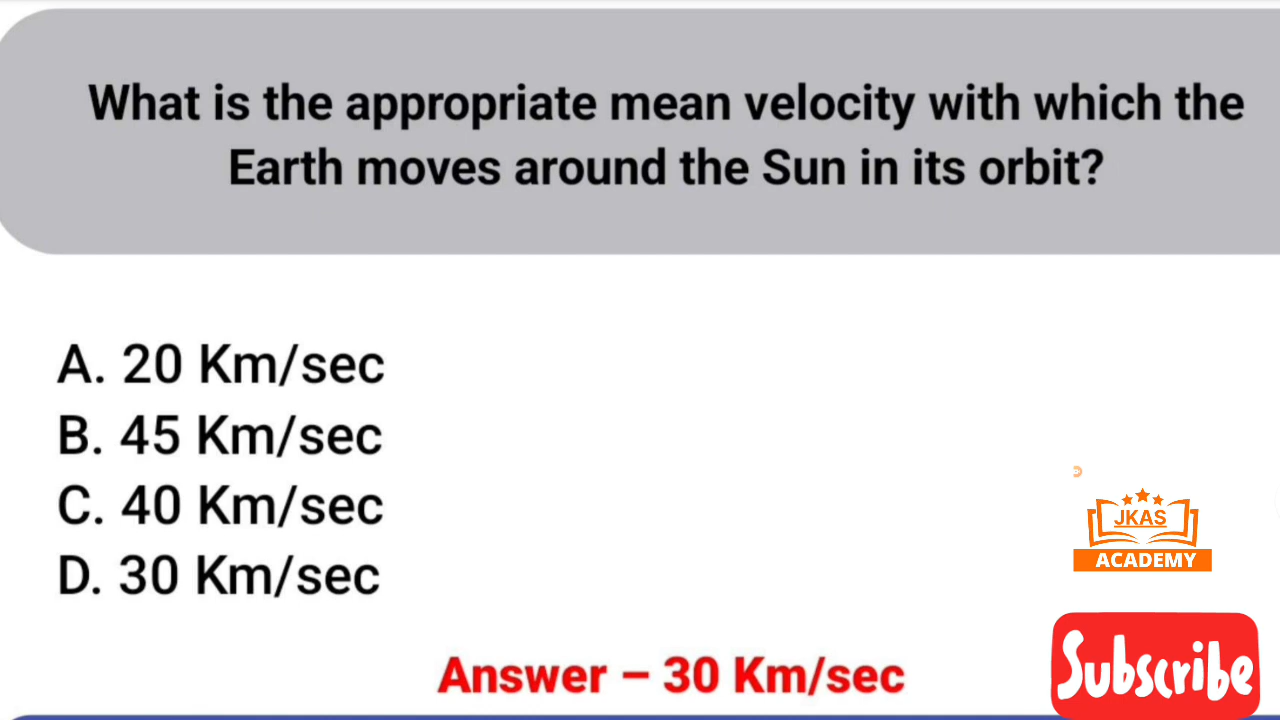 What is the appropriate mean velocity with which the
Earth moves around the Sun in its orbit?
A. 20 Km/sec
B. 45 Km/sec
C. 40 Km/sec
D. 30 Km/sec
JKAS
ACADEMY
Answer – 30 Km/sec
Subscribe